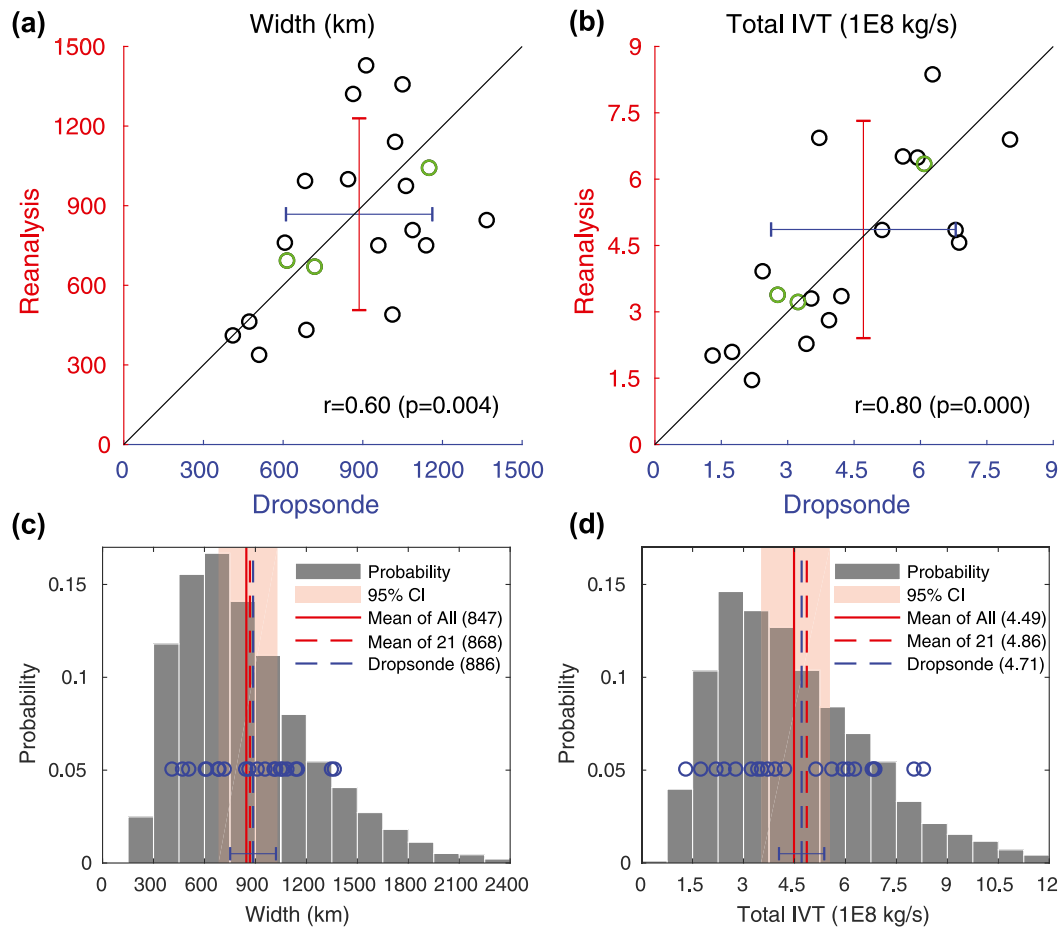 (a) Width (km)
1500
1200
900
600
300
0
Reanalysis
r=0.60 (p=0.004)
0 300 600 900 1200 1500
Dropsonde
(b) Total IVT (1E8 kg/s)
9
7.5
6
4.5
3
1.5
0
Reanalysis
r=0.80 (p=0.000)
0 1.5 3 4.5 6 7.5 9
Dropsonde
(c)
0.15
0.1
0.05
0
Probability
Probability
95% CI
Mean of All (847)
Mean of 21 (868)
Dropsonde (886)
0 300 600 900 1200 1500 1800 2100 2400
Width (km)
(d)
0.15
0.1
0.05
0
Probability
Probability
95% CI
Mean of All (4.49)
Mean of 21 (4.86)
Dropsonde (4.71)
0 1.5 3 4.5 6 7.5 9 10.5 12
Total IVT (1E8 kg/s)